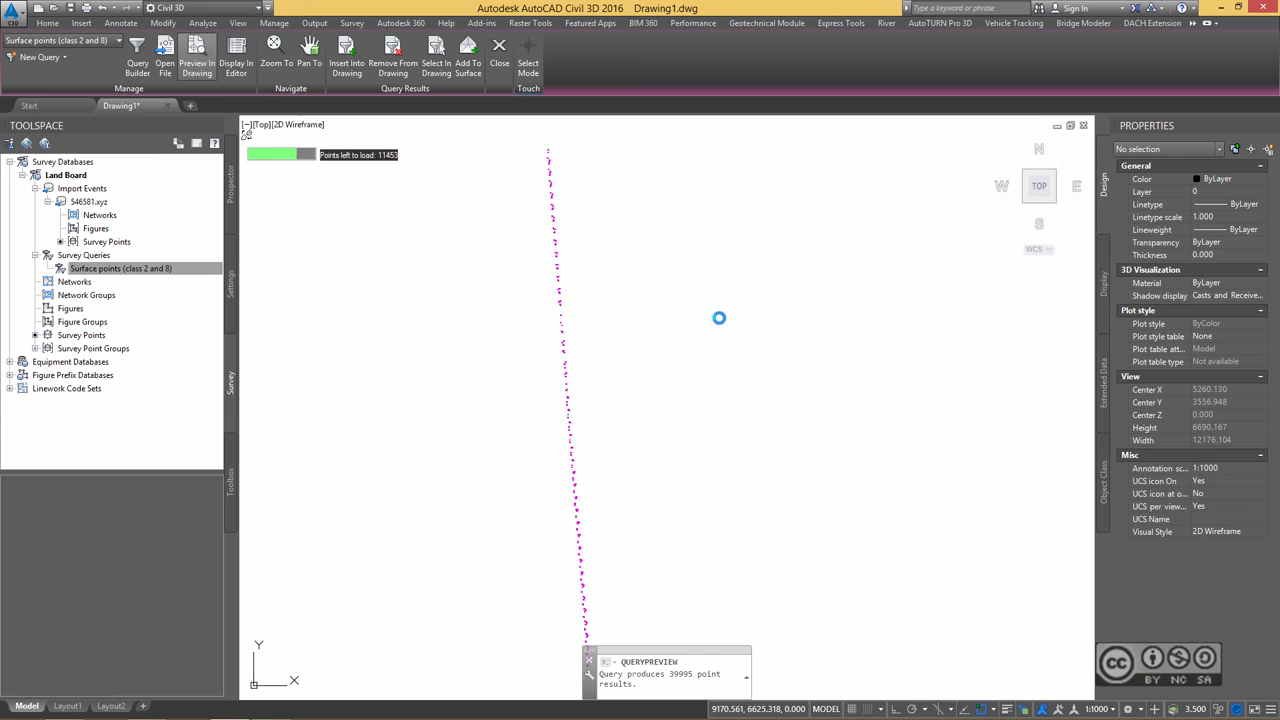 Autodesk AutoCAD Civil 3D 2016 Drawing1.dwg
Civil 3D
Type a keyword or phrase
Sign In
Home Insert Annotate Modify Analyze View Manage Output Survey Autodesk 360 Help Add-ins Raster Tools Featured Apps BIM 360 Performance Geotechnical Module Express Tools River AutoTURN Pro 3D Vehicle Tracking Bridge Modeler DACH Extension
Surface points (class 2 and 8)
New Query
Query Builder
Open File
Preview In Drawing
Display In Editor
Zoom To
Pan To
Insert Into Drawing
Remove From Drawing
Select In Drawing
Add To Surface
Close
Select Mode
Manage
Navigate
Query Results
Touch
Start
Drawing1*
TOOLSPACE
Survey Databases
Land Board
Import Events
546581.xyz
Networks
Figures
Survey Points
Survey Queries
Surface points (class 2 and 8)
Networks
Network Groups
Figures
Figure Groups
Survey Points
Survey Point Groups
Equipment Databases
Figure Prefix Databases
Linework Code Sets
Prospector
Settings
Survey
Toolbox
[−][Top][2D Wireframe]
Points left to load: 11453
N
W
TOP
E
S
WCS
Y
X
QUERYPREVIEW
Query produces 39995 point
results.
Design
Display
Extended Data
Object Class
PROPERTIES
No selection
General
Color ByLayer
Layer 0
Linetype ByLayer
Linetype scale 1.000
Lineweight ByLayer
Transparency ByLayer
Thickness 0.000
3D Visualization
Material ByLayer
Shadow display Casts and Receive...
Plot style
Plot style ByColor
Plot style table None
Plot table att... Model
Plot table type Not available
View
Center X 5260.130
Center Y 3556.948
Center Z 0.000
Height 6690.167
Width 12176.104
Misc
Annotation sc... 1:1000
UCS icon On Yes
UCS icon at o... No
UCS per view... Yes
UCS Name
Visual Style 2D Wireframe
cc
BY NC SA
Model Layout1 Layout2 +
9170.561, 6625.318, 0.000 MODEL
1:1000
3.500